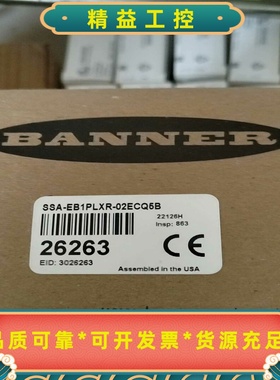 精益工控
BANNER
SSA-EB1PLXR-02ECQ5B
22126H
Insp: 863
26263
CE
EID: 3026263
Assembled in the USA
品质可靠*可开发票*货源充足